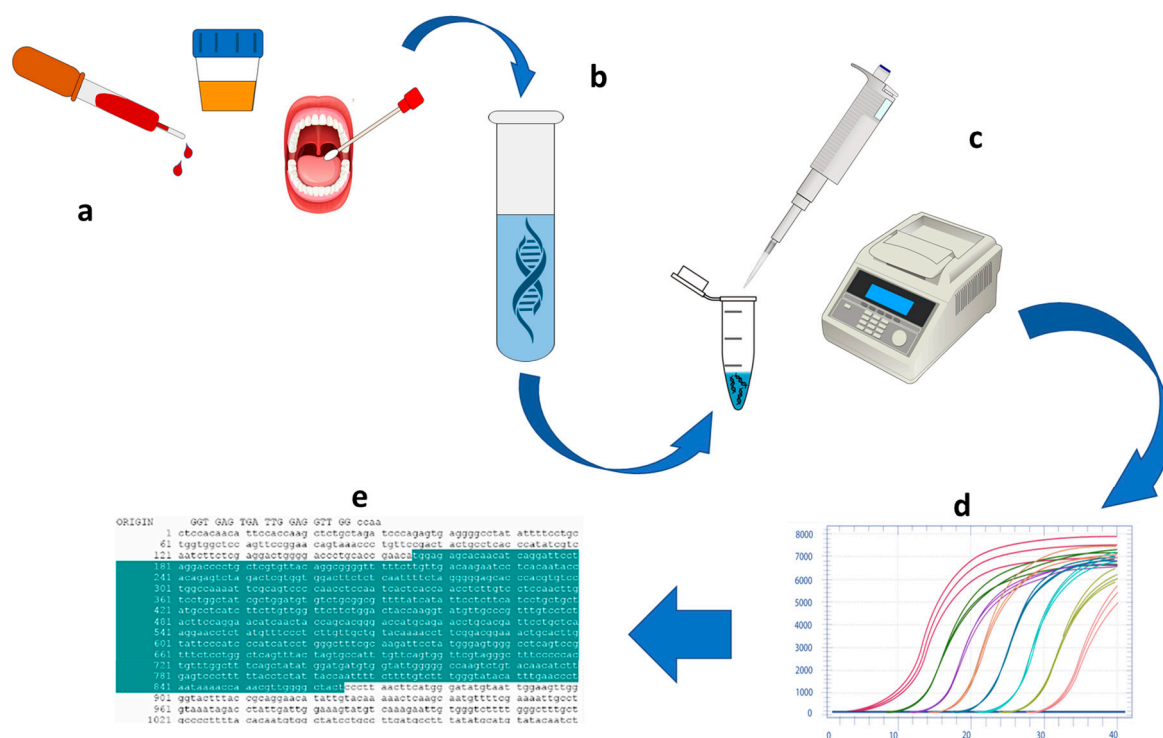 a
b
c
d
8000
7000
6000
5000
4000
3000
2000
1000
0
0 10 20 30 40
e
ORIGIN GGT GAG TGA TTG GAG GTT GG ccaa
1 ctccacaaca ttccaccaag ctctgctaga tcccagagtg aggggcctat attttcctgc
61 tggtggctcc agttccggaa cagtaaaccc tgttccgact actgcctcac ccatatcgtc
121 aatcttctcg aggactgggg accctgcacc gaacatggag agcacaacat caggattcct
181 aggacccctg ctcgtgttac aggcggggtt tttcttgttg acaagaatcc tcacaatacc
241 acagagtcta gactcgtggt ggacttctct caattttcta gggggagcac ccacgtgtcc
301 tggccaaaat tcgcagtccc caacctccaa tcactcacca acctcttgtc ctccaacttg
361 tcctggctat cgctggatgt gtctgcggcg ttttatcata ttcctcttca tcctgctgct
421 atgcctcatc ttcttgttgg ttcttctgga ctaccaaggt atgttgcccg tttgtcctct
481 acttccagga acatcaacta ccagcacggg accatgcaga acctgcacga ttcctgctca
541 aggaacctct atgtttccct cttgttgctg tacaaaacct tcggacggaa actgcacttg
601 tattcccatc ccatcatcct gggctttcgc aagattccta tgggagtggg cctcagtccg
661 tttctcctgg ctcagtttac tagtgccatt tgttcagtgg ttcgtagggc tttcccccac
721 tgtttggctt tcagctatat ggatgatgtg gtattggggg ccaagtctgt acaacatctt
781 gagtcccttt ttacctctat taccaatttt cttttgtctt tgggtataca tttgaaccct
841 aataaaacca aacgttgggg ctactccctt aacttcatgg gatatgtaat tggaagttgg
901 ggtactttac cgcaggaaca tattgtacaa aaactcaagc aatgttttcg aaaattgcct
961 gtaaatagac ctattgattg gaaagtatgt caaagaattg tgggtctttt gggctttgct
1021 gcccctttta cacaatgtgg ctatcctgcc ttgatgcctt tatatgcatg tatacaatct